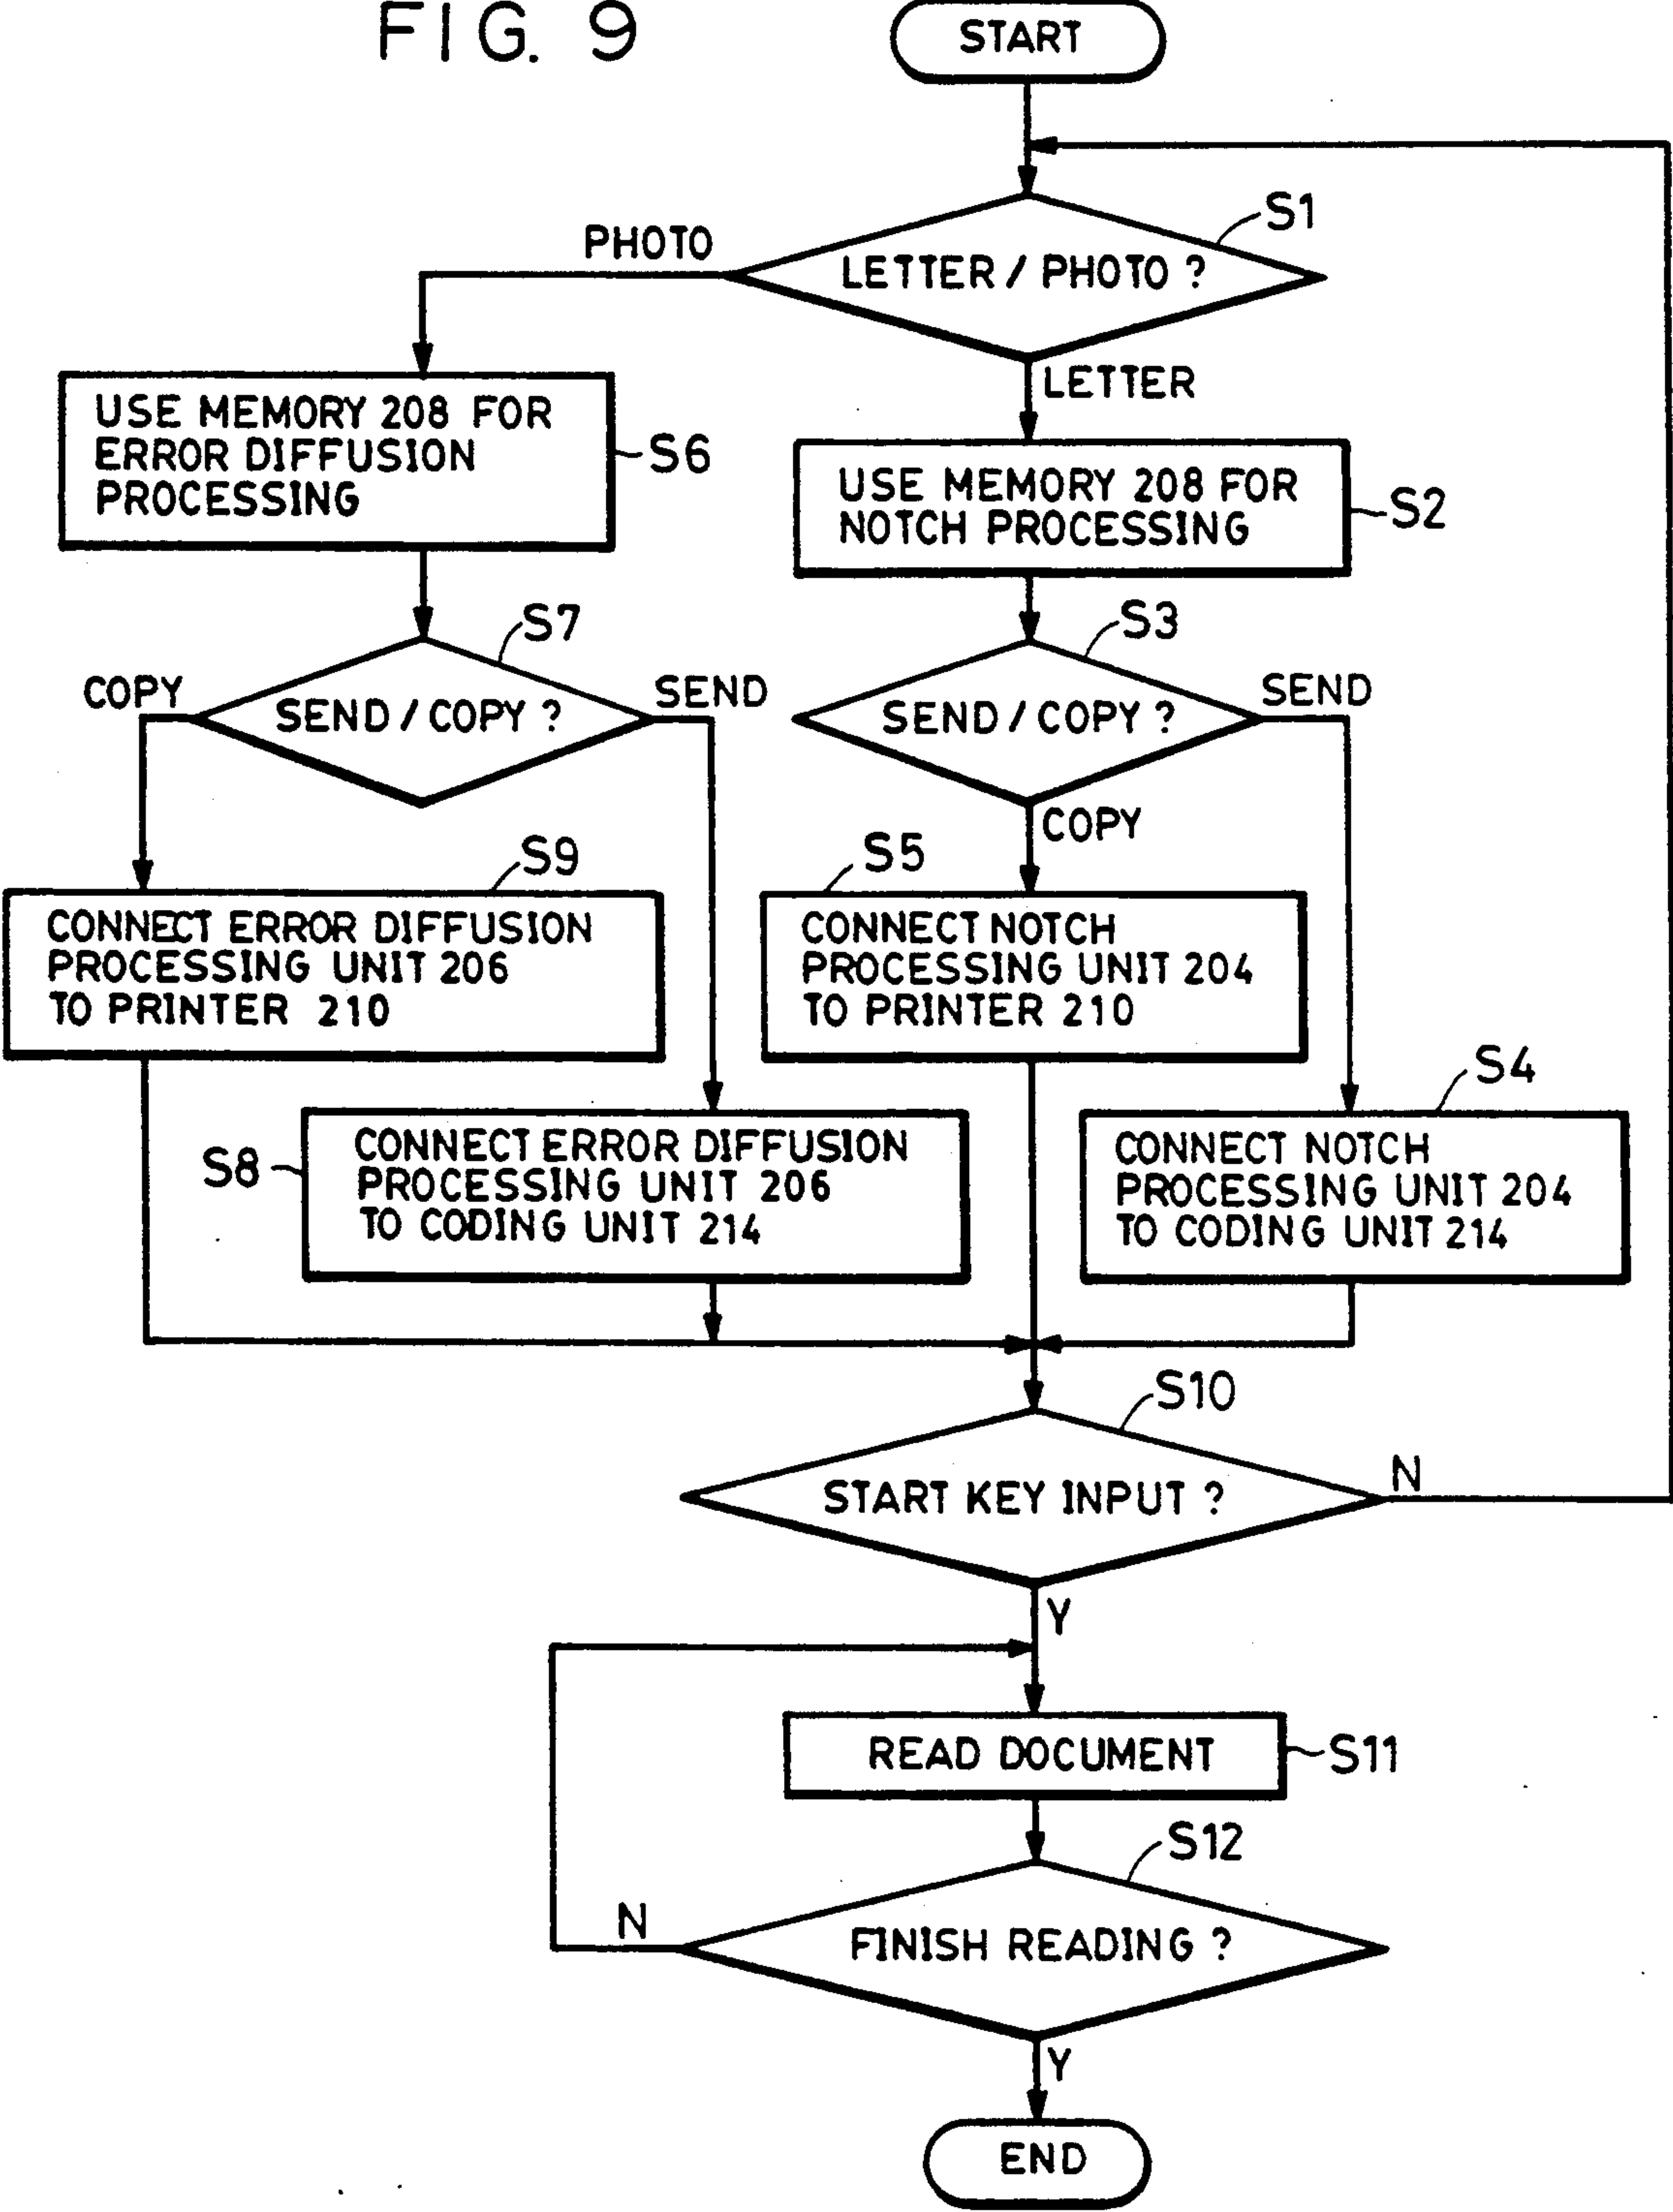 FIG. 9
START
S1
PHOTO
LETTER / PHOTO ?
LETTER
USE MEMORY 208 FOR
ERROR DIFFUSION
PROCESSING
S6
USE MEMORY 208 FOR
NOTCH PROCESSING
S2
S7
S3
COPY
SEND / COPY ?
SEND
SEND / COPY ?
SEND
COPY
S9
S5
CONNECT ERROR DIFFUSION
PROCESSING UNIT 206
TO PRINTER 210
CONNECT NOTCH
PROCESSING UNIT 204
TO PRINTER 210
S4
S8
CONNECT ERROR DIFFUSION
PROCESSING UNIT 206
TO CODING UNIT 214
CONNECT NOTCH
PROCESSING UNIT 204
TO CODING UNIT 214
S10
START KEY INPUT ?
N
Y
READ DOCUMENT
S11
S12
N
FINISH READING ?
Y
END